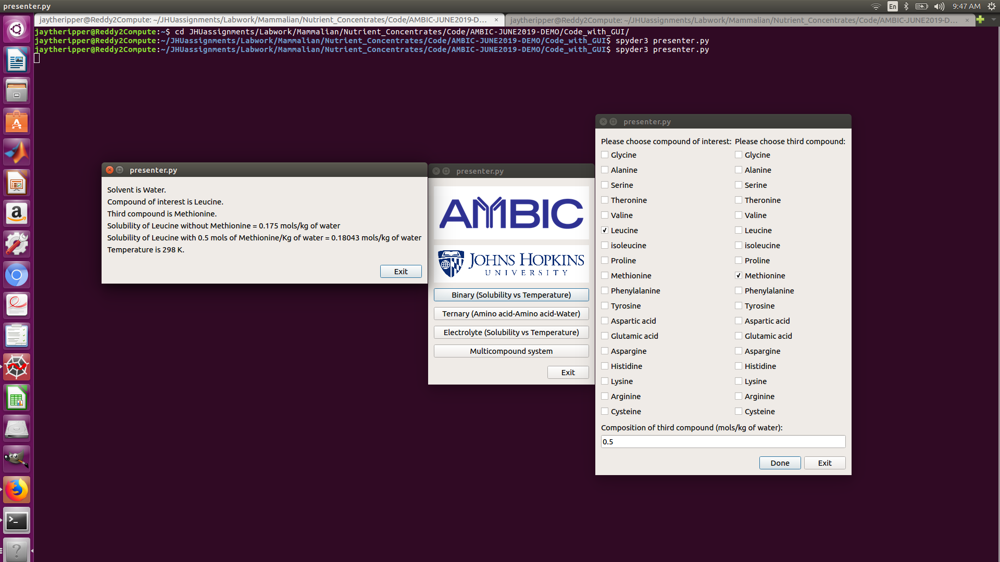 presenter.py
En
9:47 AM
jaytheripper@Reddy2Compute: ~/JHUassignments/Labwork/Mammalian/Nutrient_Concentrates/Code/AMBIC-JUNE2019-D...
jaytheripper@Reddy2Compute: ~/JHUassignments/Labwork/Mammalian/Nutrient_Concentrates/Code/AMBIC-JUNE2019-D...
jaytheripper@Reddy2Compute:~$ cd JHUassignments/Labwork/Mammalian/Nutrient_Concentrates/Code/AMBIC-JUNE2019-DEMO/Code_with_GUI/
jaytheripper@Reddy2Compute:~/JHUassignments/Labwork/Mammalian/Nutrient_Concentrates/Code/AMBIC-JUNE2019-DEMO/Code_with_GUI$ spyder3 presenter.py
jaytheripper@Reddy2Compute:~/JHUassignments/Labwork/Mammalian/Nutrient_Concentrates/Code/AMBIC-JUNE2019-DEMO/Code_with_GUI$ spyder3 presenter.py
presenter.py
Solvent is Water.
Compound of interest is Leucine.
Third compound is Methionine.
Solubility of Leucine without Methionine = 0.175 mols/kg of water
Solubility of Leucine with 0.5 mols of Methionine/Kg of water = 0.18043 mols/kg of water
Temperature is 298 K.
Exit
presenter.py
AMBIC
JOHNS HOPKINS
UNIVERSITY
Binary (Solubility vs Temperature)
Ternary (Amino acid-Amino acid-Water)
Electrolyte (Solubility vs Temperature)
Multicompound system
Exit
presenter.py
Please choose compound of interest:
Glycine
Alanine
Serine
Theronine
Valine
Leucine
isoleucine
Proline
Methionine
Phenylalanine
Tyrosine
Aspartic acid
Glutamic acid
Aspargine
Histidine
Lysine
Arginine
Cysteine
Please choose third compound:
Glycine
Alanine
Serine
Theronine
Valine
Leucine
isoleucine
Proline
Methionine
Phenylalanine
Tyrosine
Aspartic acid
Glutamic acid
Aspargine
Histidine
Lysine
Arginine
Cysteine
Composition of third compound (mols/kg of water):
0.5
Done
Exit